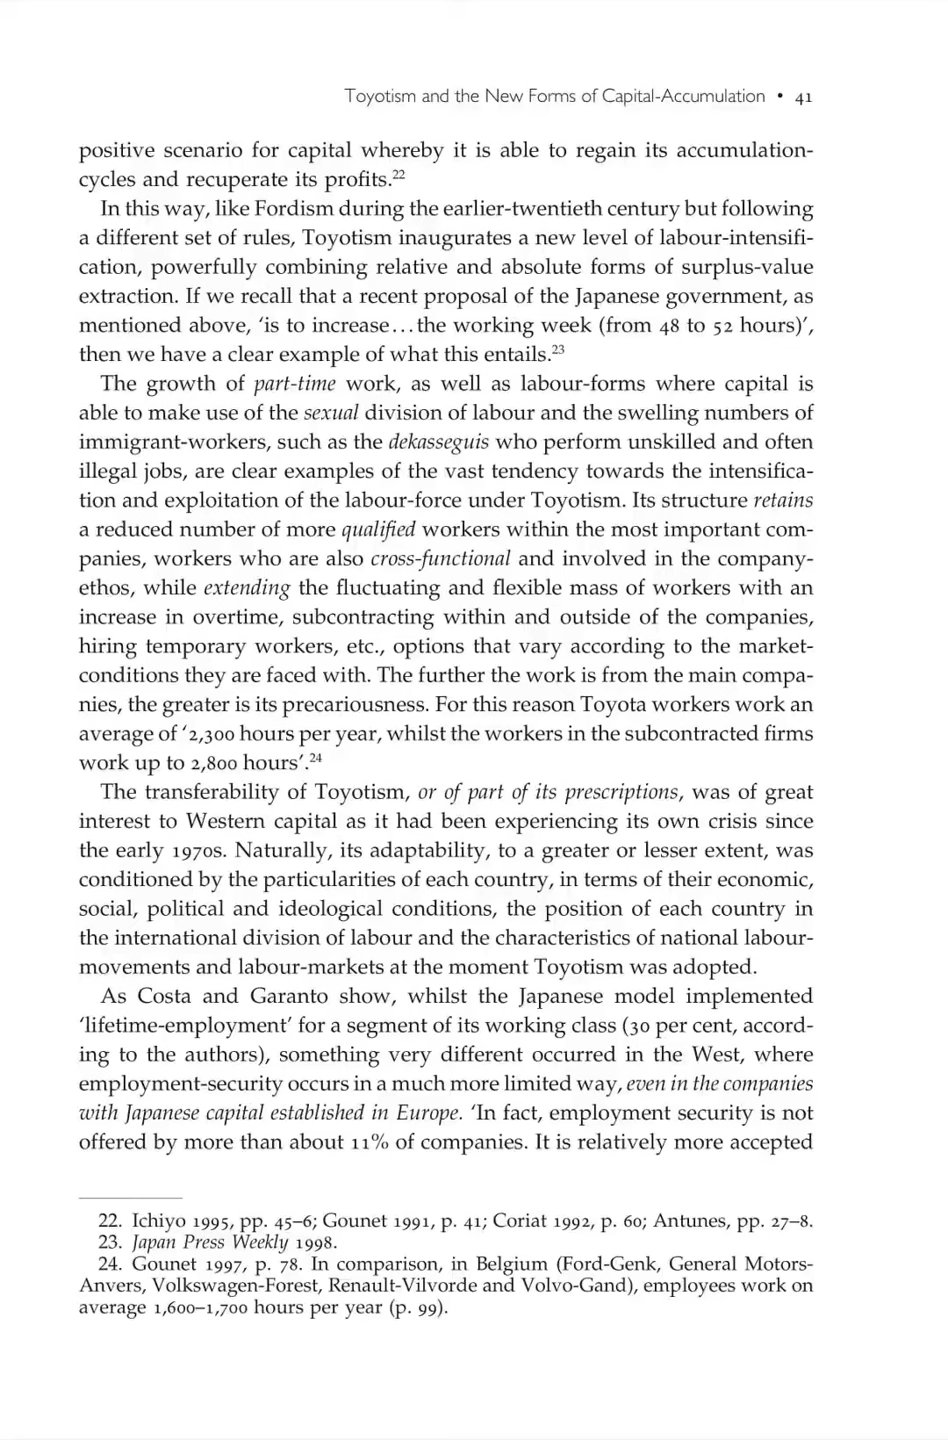 Toyotism and the New Forms of Capital-Accumulation • 41
positive scenario for capital whereby it is able to regain its accumulation-
cycles and recuperate its profits.22
In this way, like Fordism during the earlier-twentieth century but following
a different set of rules, Toyotism inaugurates a new level of labour-intensifi-
cation, powerfully combining relative and absolute forms of surplus-value
extraction. If we recall that a recent proposal of the Japanese government, as
mentioned above, ‘is to increase…the working week (from 48 to 52 hours)’,
then we have a clear example of what this entails.23
The growth of part-time work, as well as labour-forms where capital is
able to make use of the sexual division of labour and the swelling numbers of
immigrant-workers, such as the dekasseguis who perform unskilled and often
illegal jobs, are clear examples of the vast tendency towards the intensifica-
tion and exploitation of the labour-force under Toyotism. Its structure retains
a reduced number of more qualified workers within the most important com-
panies, workers who are also cross-functional and involved in the company-
ethos, while extending the fluctuating and flexible mass of workers with an
increase in overtime, subcontracting within and outside of the companies,
hiring temporary workers, etc., options that vary according to the market-
conditions they are faced with. The further the work is from the main compa-
nies, the greater is its precariousness. For this reason Toyota workers work an
average of ‘2,300 hours per year, whilst the workers in the subcontracted firms
work up to 2,800 hours’.24
The transferability of Toyotism, or of part of its prescriptions, was of great
interest to Western capital as it had been experiencing its own crisis since
the early 1970s. Naturally, its adaptability, to a greater or lesser extent, was
conditioned by the particularities of each country, in terms of their economic,
social, political and ideological conditions, the position of each country in
the international division of labour and the characteristics of national labour-
movements and labour-markets at the moment Toyotism was adopted.
As Costa and Garanto show, whilst the Japanese model implemented
‘lifetime-employment’ for a segment of its working class (30 per cent, accord-
ing to the authors), something very different occurred in the West, where
employment-security occurs in a much more limited way, even in the companies
with Japanese capital established in Europe. ‘In fact, employment security is not
offered by more than about 11% of companies. It is relatively more accepted
22. Ichiyo 1995, pp. 45–6; Gounet 1991, p. 41; Coriat 1992, p. 60; Antunes, pp. 27–8.
23. Japan Press Weekly 1998.
24. Gounet 1997, p. 78. In comparison, in Belgium (Ford-Genk, General Motors-
Anvers, Volkswagen-Forest, Renault-Vilvorde and Volvo-Gand), employees work on
average 1,600–1,700 hours per year (p. 99).